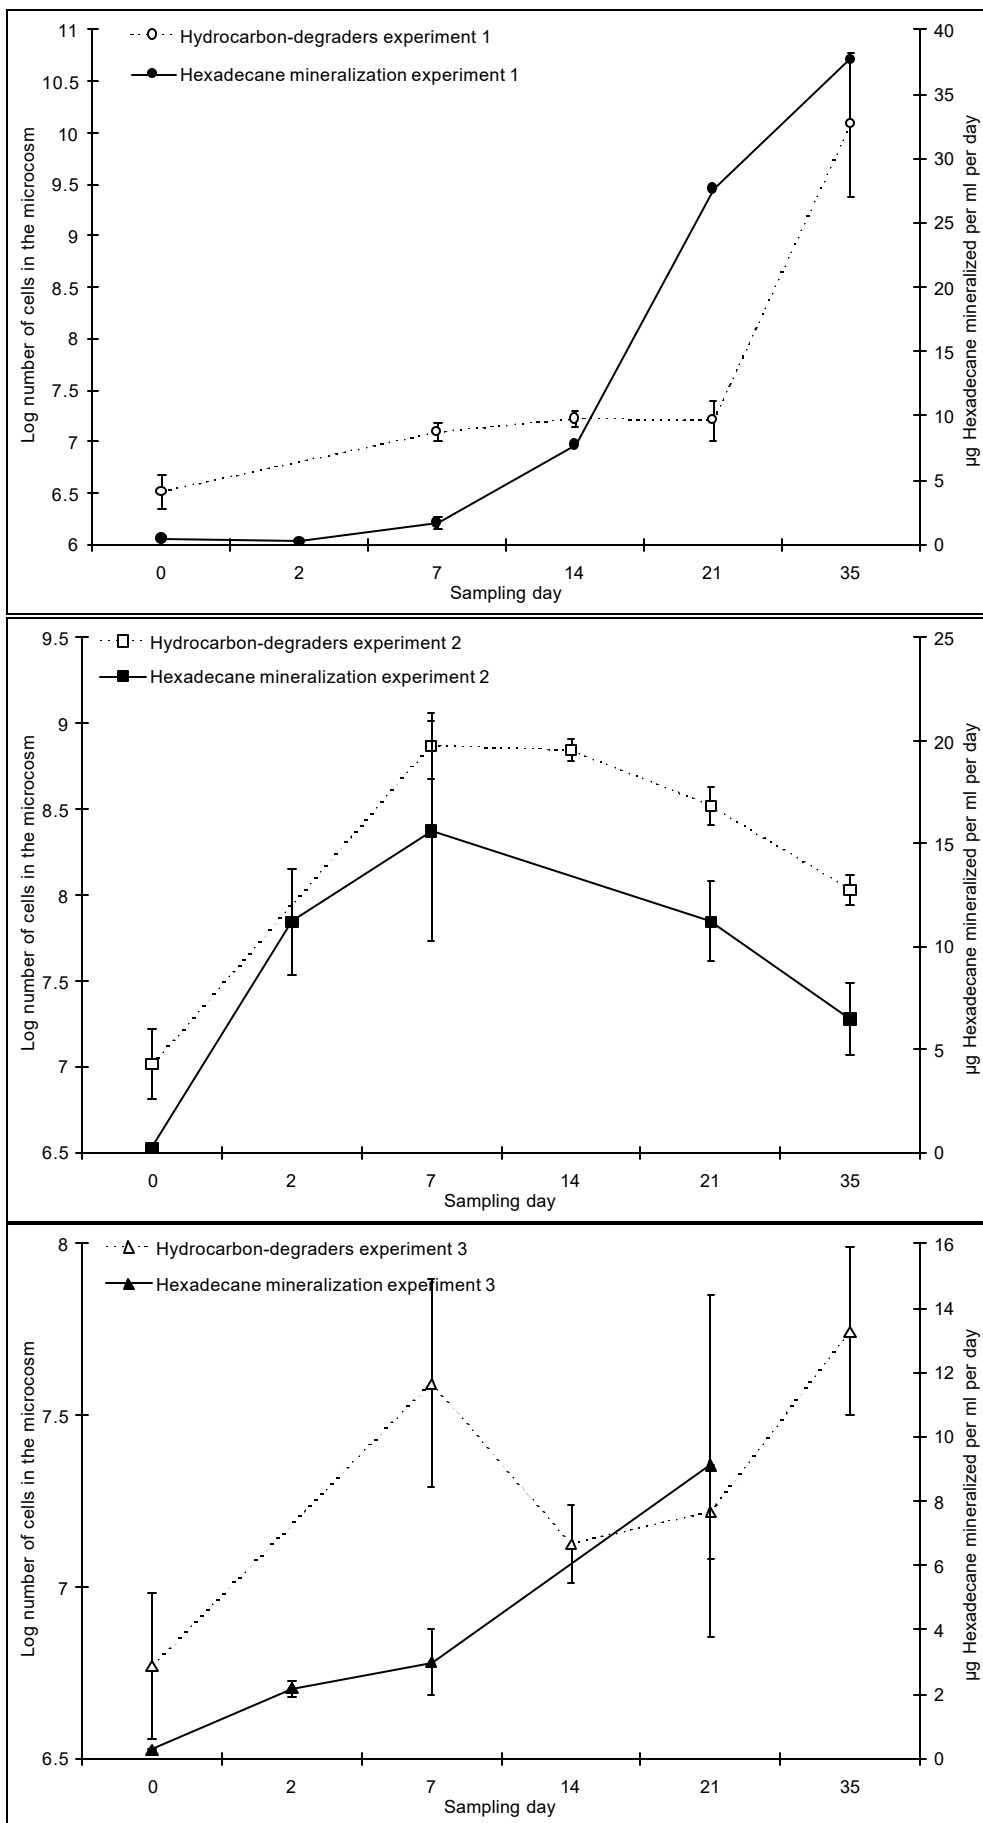 Hydrocarbon-degraders experiment 1
Hexadecane mineralization experiment 1
Log number of cells in the microcosm
11
10.5
10
9.5
9
8.5
8
7.5
7
6.5
6
40
35
30
25
20
15
10
5
0
µg Hexadecane mineralized per ml per day
0 2 7 14 21 35
Sampling day
Hydrocarbon-degraders experiment 2
Hexadecane mineralization experiment 2
Log number of cells in the microcosm
9.5
9
8.5
8
7.5
7
6.5
25
20
15
10
5
0
µg Hexadecane mineralized per ml per day
0 2 7 14 21 35
Sampling day
Hydrocarbon-degraders experiment 3
Hexadecane mineralization experiment 3
Log number of cells in the microcosm
8
7.5
7
6.5
16
14
12
10
8
6
4
2
0
µg Hexadecane mineralized per ml per day
0 2 7 14 21 35
Sampling day